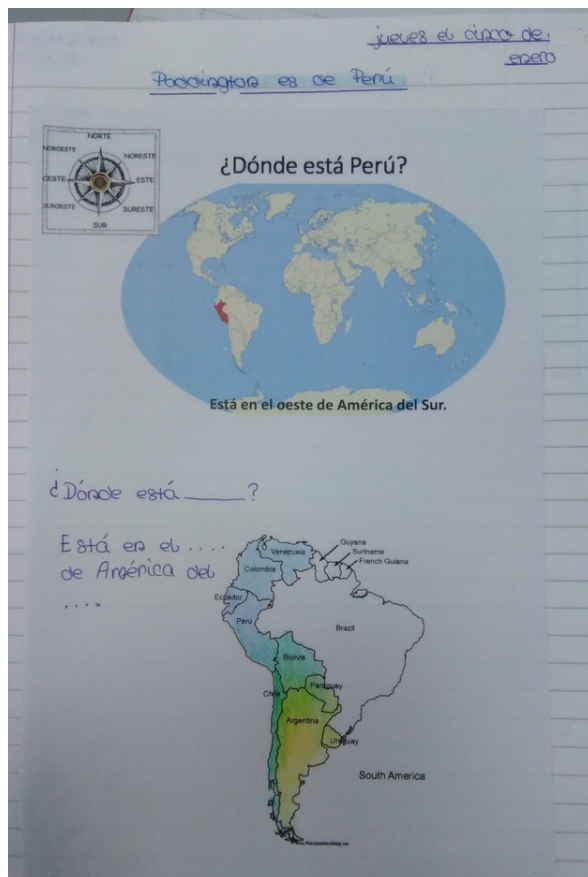 jueves el cinco de
enero
Paddington es de Perú
NORTE
NOROESTE
NORESTE
OESTE
ESTE
SUROESTE
SURESTE
SUR
¿Dónde está Perú?
Está en el oeste de América del Sur.
¿Dónde está ______?
Está en el ....
de América del
....
Guyana
Suriname
French Guiana
Venezuela
Colombia
Ecuador
Peru
Brazil
Bolivia
Chile
Paraguay
Argentina
Uruguay
South America